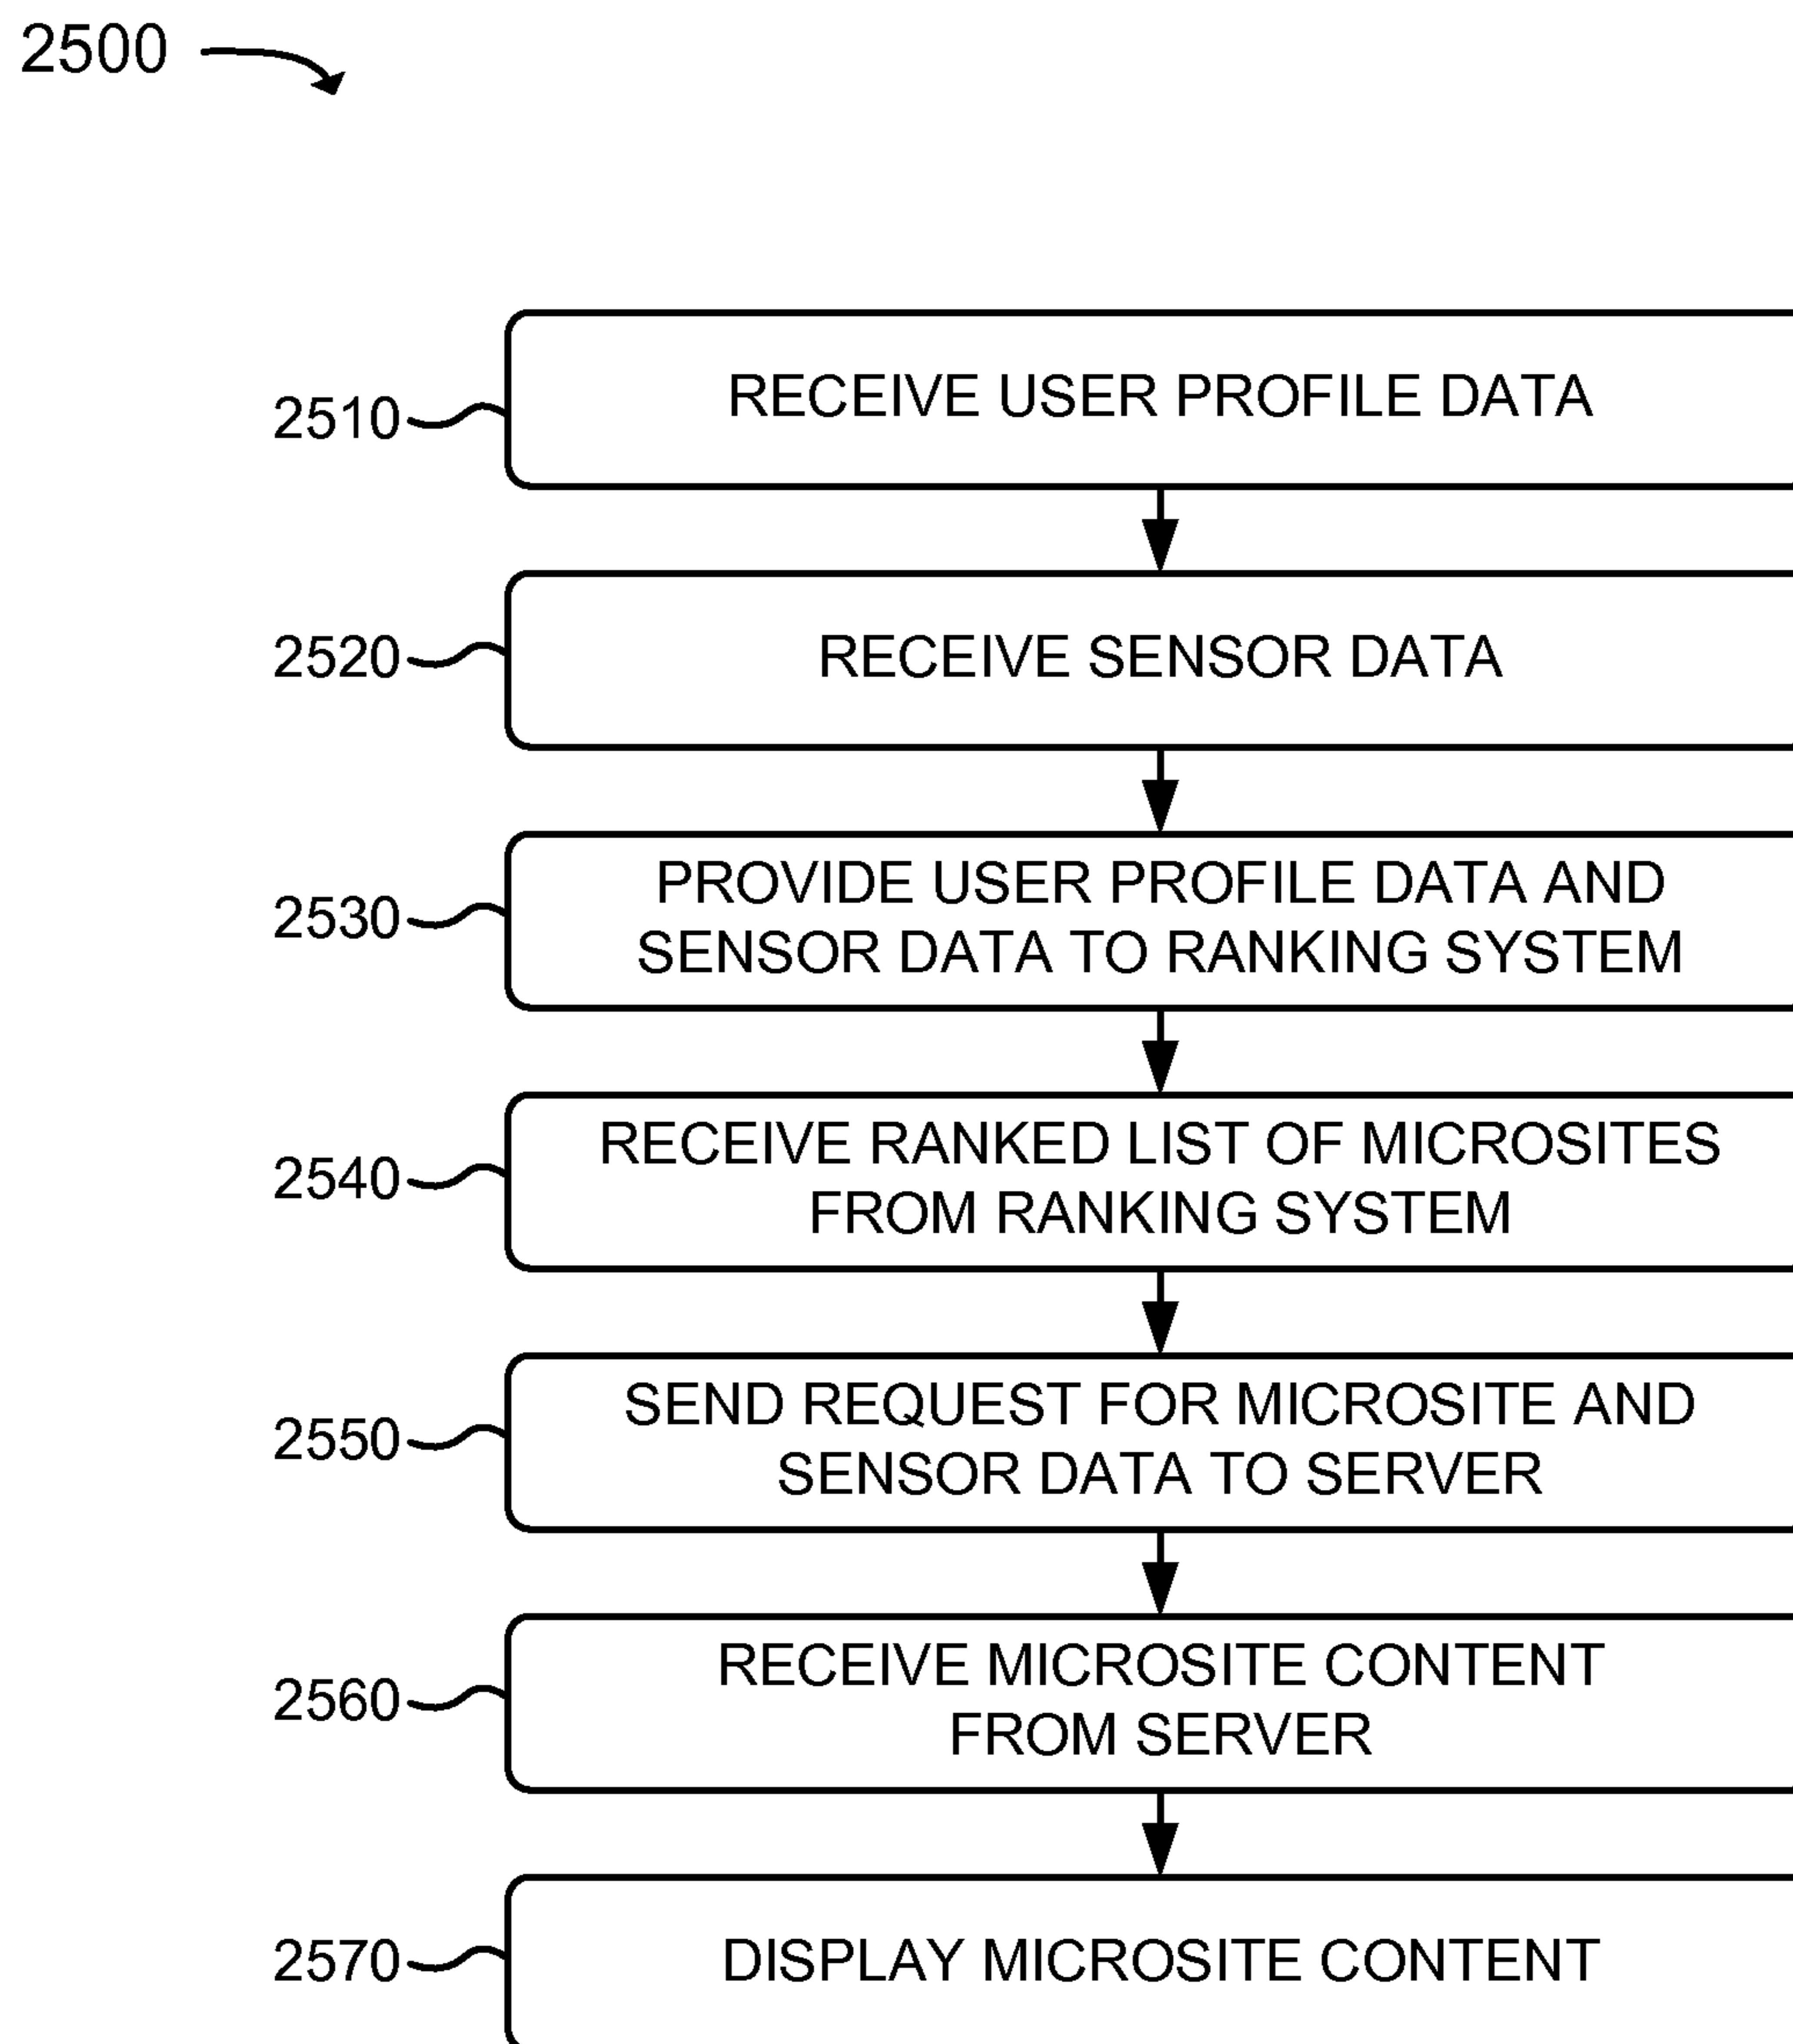 2500
2510
RECEIVE USER PROFILE DATA
2520
RECEIVE SENSOR DATA
2530
PROVIDE USER PROFILE DATA AND
SENSOR DATA TO RANKING SYSTEM
2540
RECEIVE RANKED LIST OF MICROSITES
FROM RANKING SYSTEM
2550
SEND REQUEST FOR MICROSITE AND
SENSOR DATA TO SERVER
2560
RECEIVE MICROSITE CONTENT
FROM SERVER
2570
DISPLAY MICROSITE CONTENT